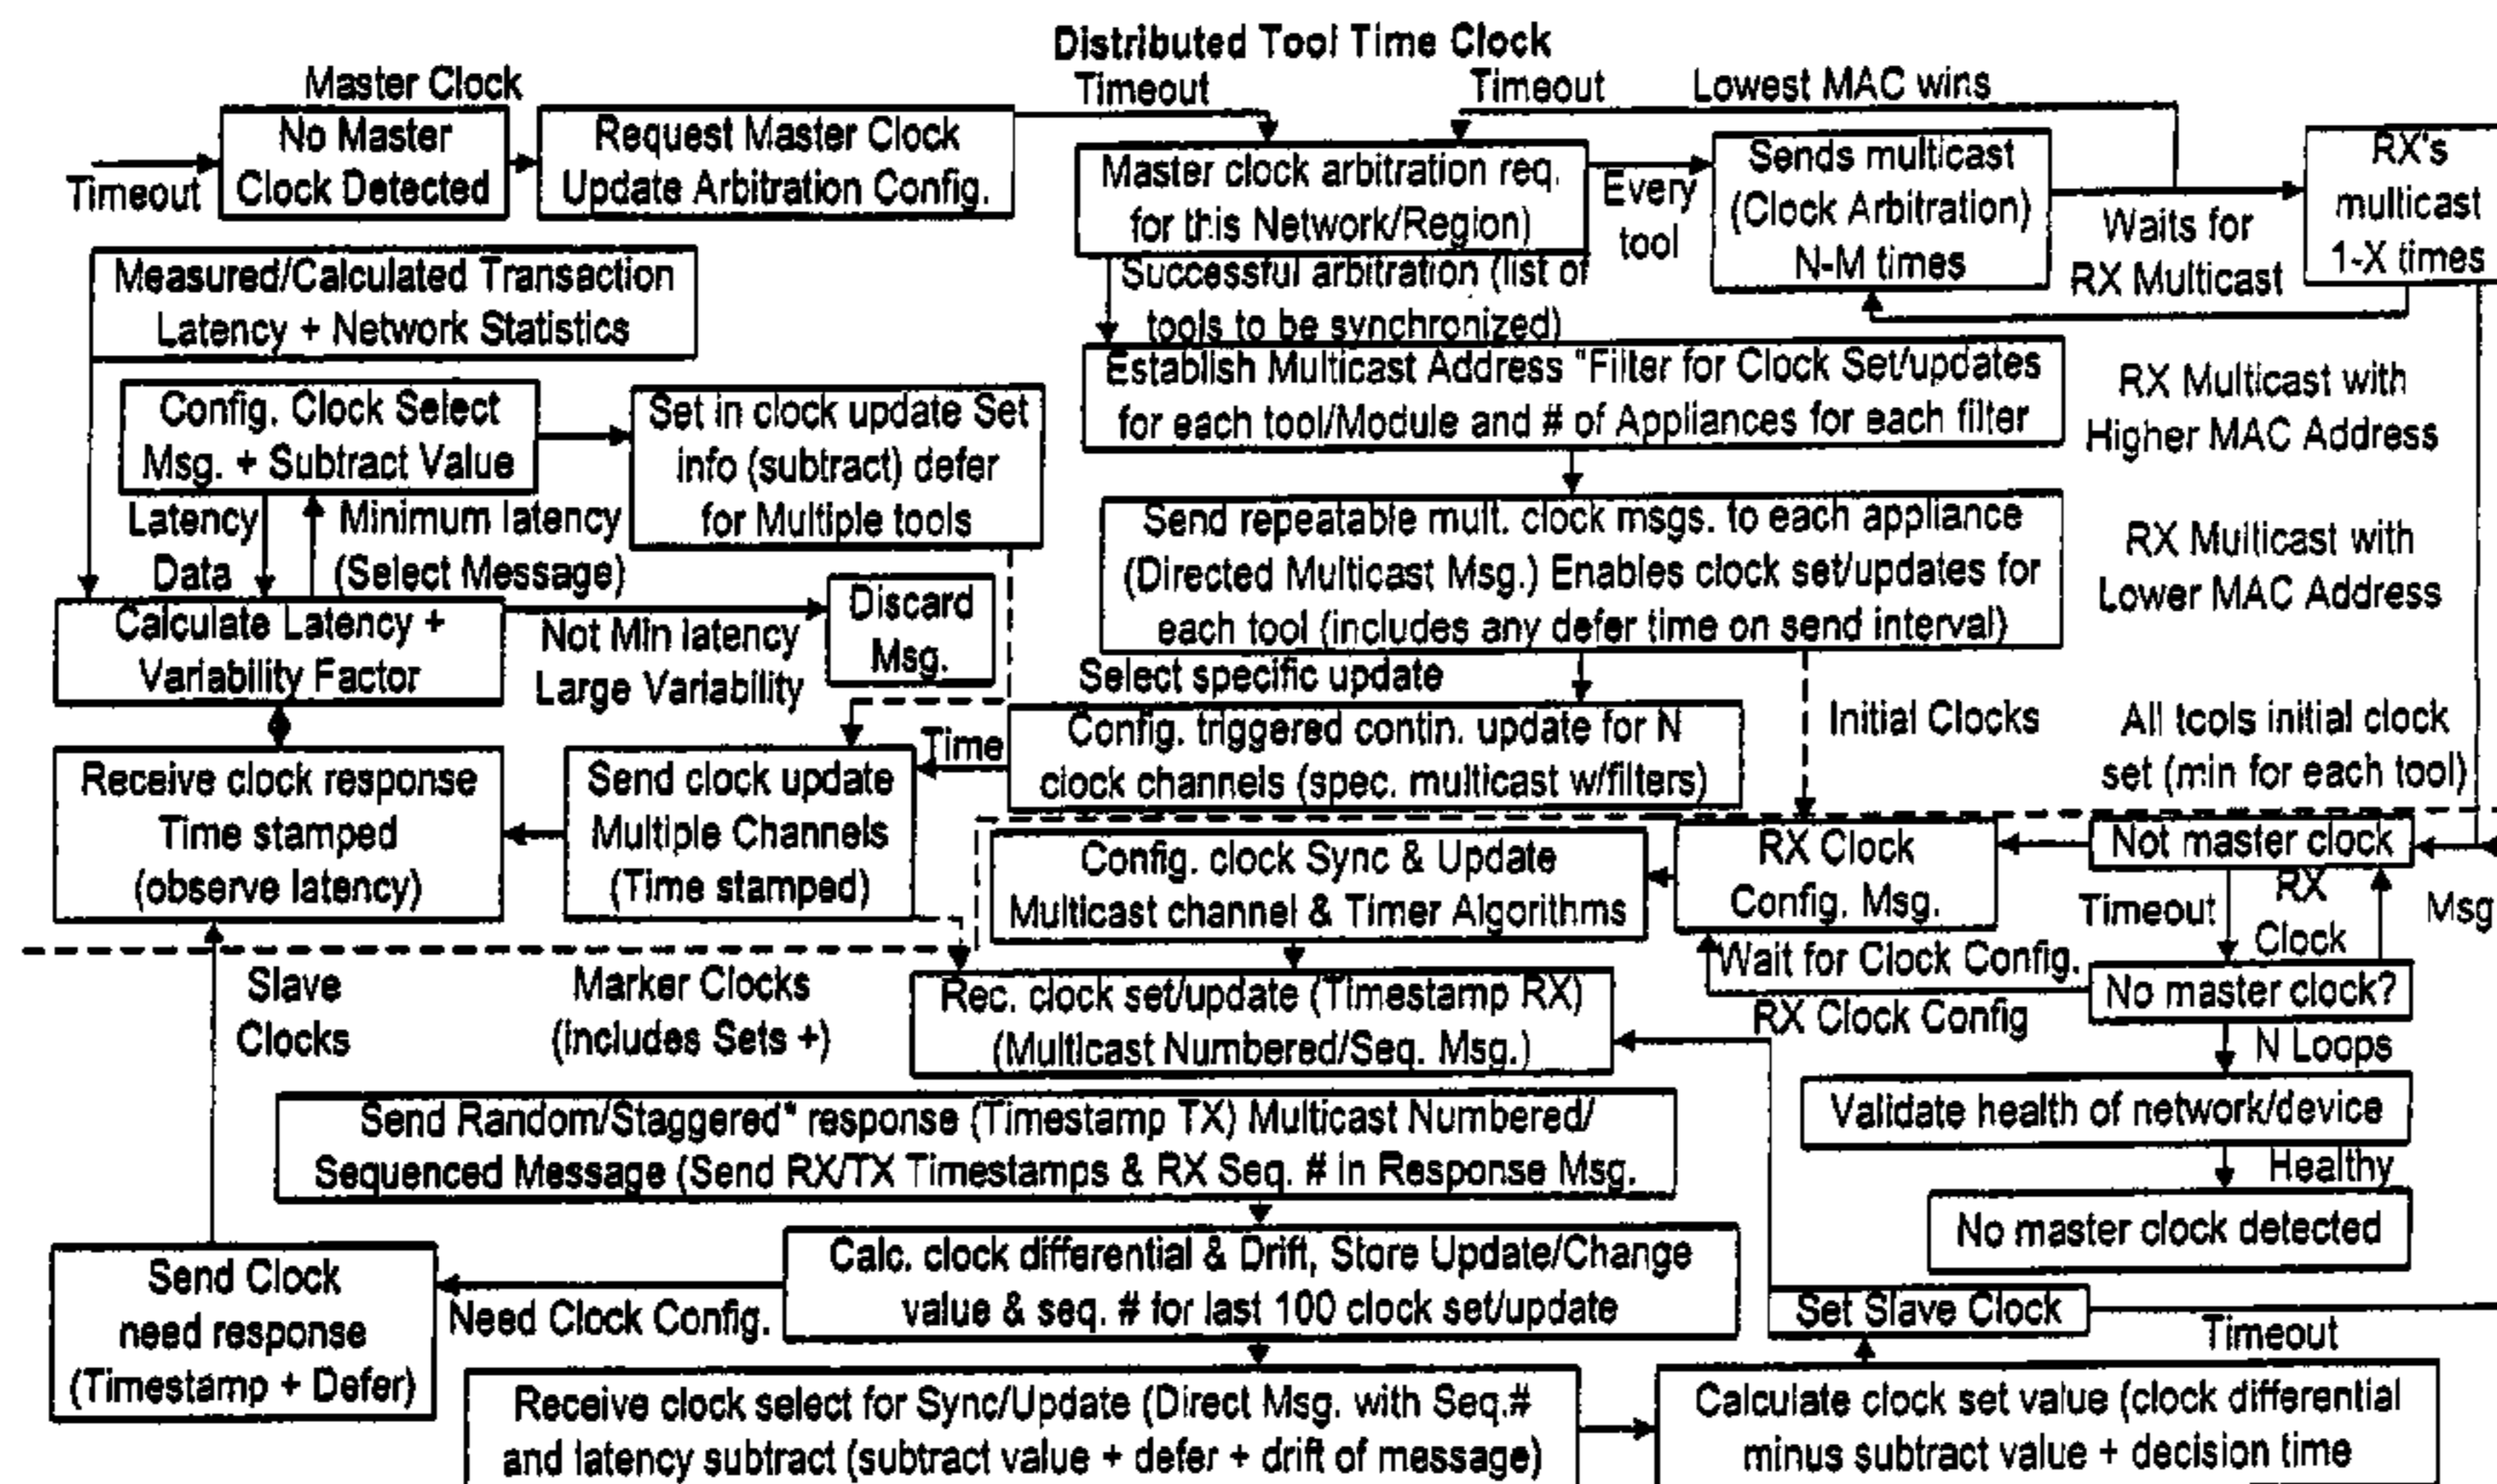 Distributed Tool Time Clock
Master Clock
Timeout
No Master
Clock Detected
Request Master Clock
Update Arbitration Config.
Timeout
Timeout
Lowest MAC wins
Master clock arbitration req.
for this Network/Region)
Every
tool
Sends multicast
(Clock Arbitration)
N-M times
Waits for
RX Multicast
RX's
multicast
1-X times
Successful arbitration (list of
tools to be synchronized)
Measured/Calculated Transaction
Latency + Network Statistics
Establish Multicast Address "Filter for Clock Set/updates
for each tool/Module and # of Appliances for each filter
RX Multicast with
Higher MAC Address
Config. Clock Select
Msg. + Subtract Value
Set in clock update Set
info (subtract) defer
for Multiple tools
Latency
Data
Minimum latency
(Select Message)
Send repeatable mult. clock msgs. to each appliance
(Directed Multicast Msg.) Enables clock set/updates for
each tool (includes any defer time on send interval)
RX Multicast with
Lower MAC Address
Calculate Latency +
Variability Factor
Not Min latency
Large Variability
Discard
Msg.
Select specific update
Initial Clocks
All tools initial clock
set (min for each tool)
Config. triggered contin. update for N
clock channels (spec. multicast w/filters)
Time
Receive clock response
Time stamped
(observe latency)
Send clock update
Multiple Channels
(Time stamped)
Config. clock Sync & Update
Multicast channel & Timer Algorithms
RX Clock
Config. Msg.
Not master clock
Timeout
RX
Clock
Msg
Wait for Clock Config.
RX Clock Config
No master clock?
Slave
Clocks
Marker Clocks
(includes Sets +)
Rec. clock set/update (Timestamp RX)
(Multicast Numbered/Seq. Msg.)
N Loops
Validate health of network/device
Healthy
No master clock detected
Send Random/Staggered* response (Timestamp TX) Multicast Numbered/
Sequenced Message (Send RX/TX Timestamps & RX Seq. # in Response Msg.
Send Clock
need response
(Timestamp + Defer)
Need Clock Config.
Calc. clock differential & Drift, Store Update/Change
value & seq. # for last 100 clock set/update
Set Slave Clock
Timeout
Receive clock select for Sync/Update (Direct Msg. with Seq.#
and latency subtract (subtract value + defer + drift of message)
Calculate clock set value (clock differential
minus subtract value + decision time